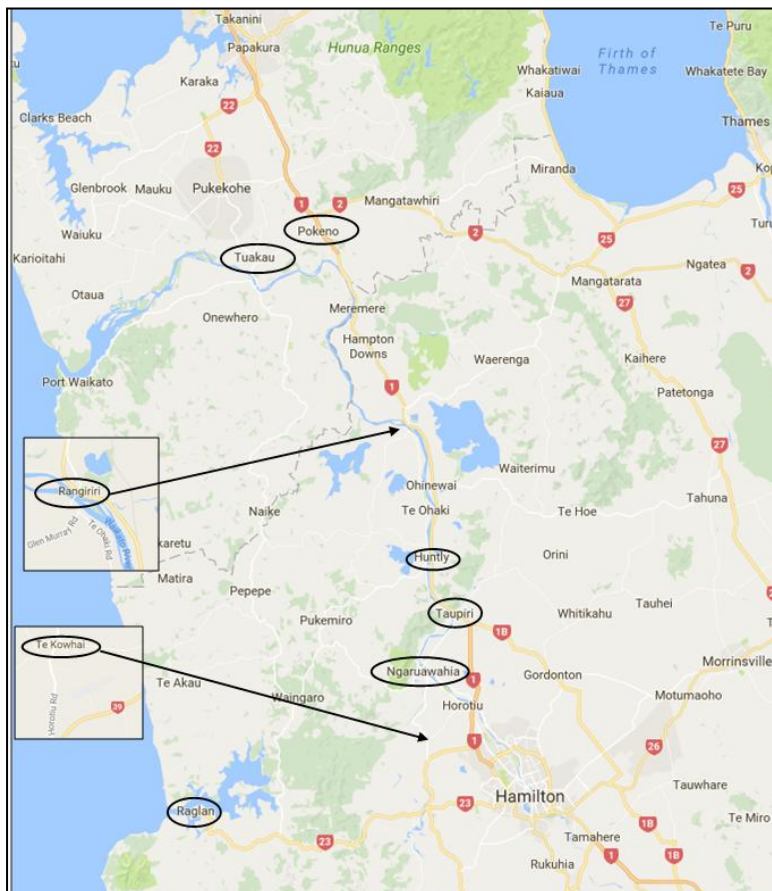 Takanini
Te Puru
Papakura
Hunua Ranges
Firth of
Thames
Whakatiwai
Whakatete Bay
Karaka
Kaiaua
22
Clarks Beach
Thames
22
Glenbrook
Mauku
Pukekohe
Miranda
25
1
2
Mangatawhiri
Waiuku
Pokeno
2
25
Karioitahi
Tuakau
Ngatea
2
Otaua
Mangatarata
Meremere
27
Onewhero
Hampton
Downs
Waerenga
Kaihere
Port Waikato
1
Patetonga
27
Rangiriri
Waiterimu
Ohinewai
Tahuna
Glen Murray Rd
Te Ohaki Rd
Waikato River
Naike
Te Ohaki
Te Hoe
karetu
Huntly
Orini
Matira
Pepepe
Tauhei
Pukemiro
Taupiri
Whitikahu
1B
Te Kowhai
Ngaruawahia
1
Gordonton
Morrinsville
Te Akau
Waingaro
Motumaoho
Horotiu Rd
39
Horotiu
1
26
Hamilton
Tauwhare
Raglan
23
23
1B
Te Miro
Tamahere
1
1B
Rukuhia